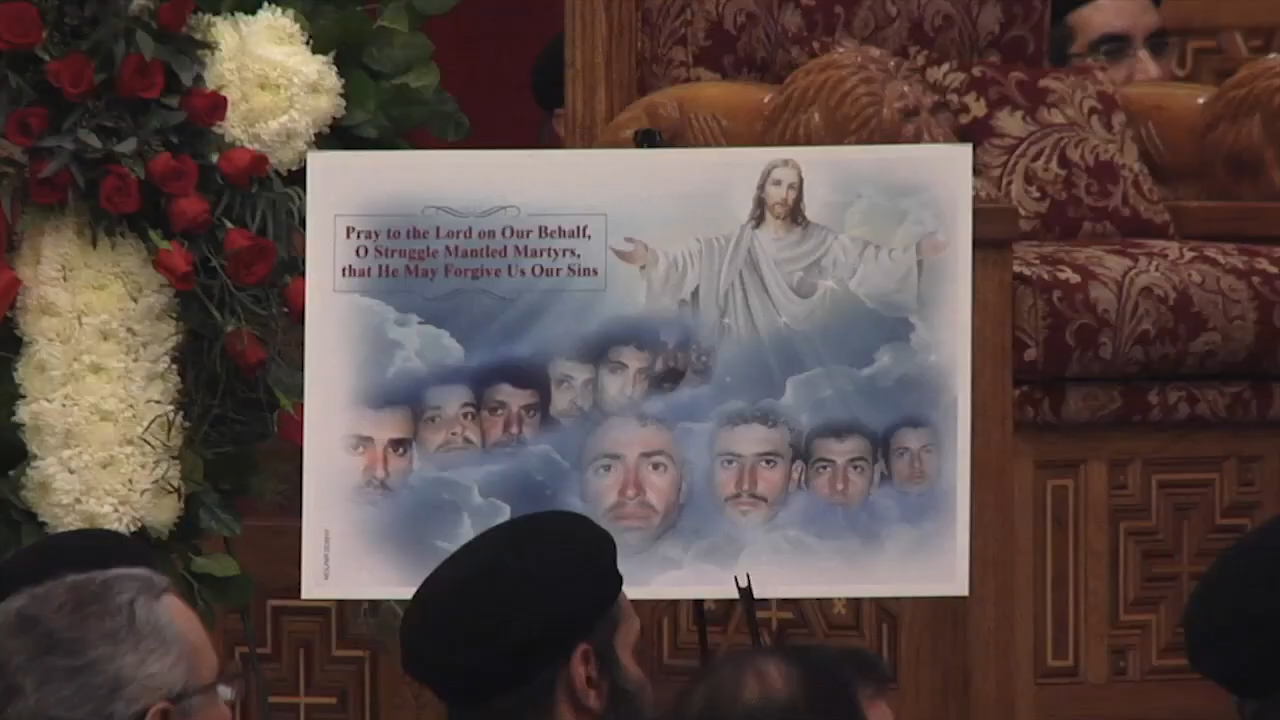 Pray to the Lord on Our Behalf,
O Struggle Mantled Martyrs,
that He May Forgive Us Our Sins